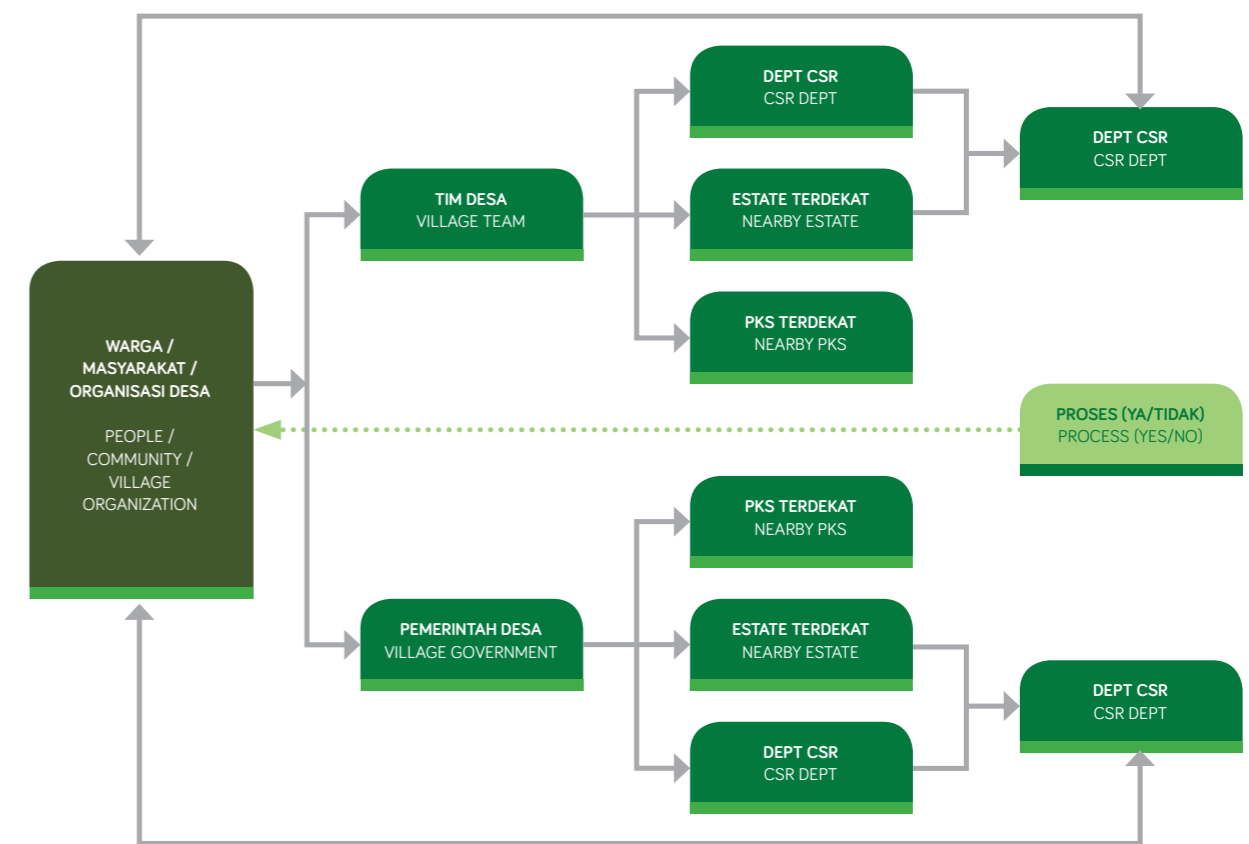 DEPT CSR
CSR DEPT
DEPT CSR
CSR DEPT
TIM DESA
VILLAGE TEAM
ESTATE TERDEKAT
NEARBY ESTATE
PKS TERDEKAT
NEARBY PKS
WARGA /
MASYARAKAT /
ORGANISASI DESA
PEOPLE /
COMMUNITY /
VILLAGE
ORGANIZATION
PROSES (YA/TIDAK)
PROCESS (YES/NO)
PKS TERDEKAT
NEARBY PKS
PEMERINTAH DESA
VILLAGE GOVERNMENT
ESTATE TERDEKAT
NEARBY ESTATE
DEPT CSR
CSR DEPT
DEPT CSR
CSR DEPT